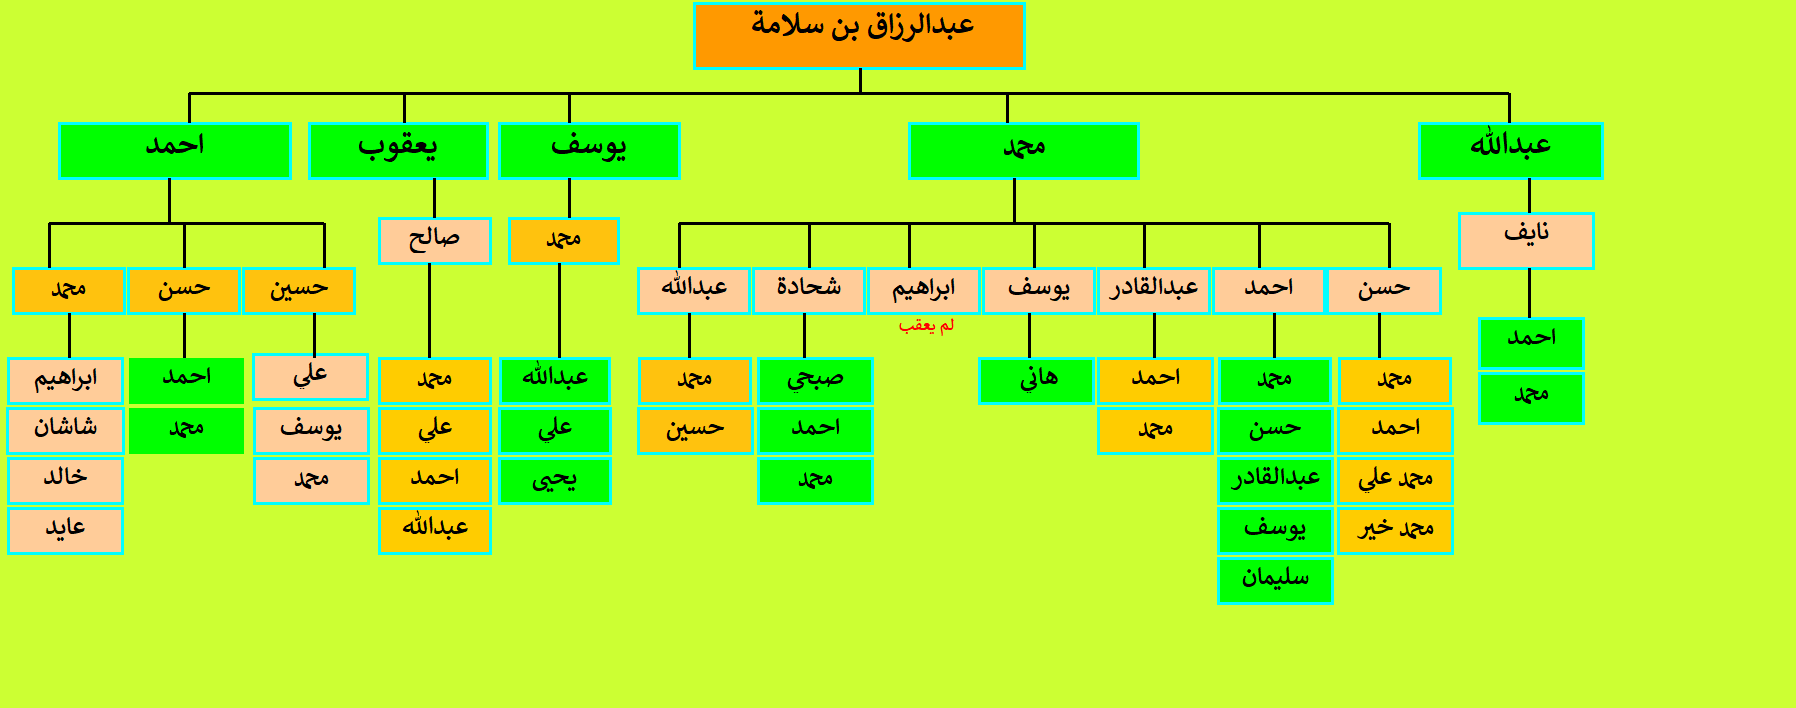 عبدالرزاق بن سلامة
عبدالله
محمد
يوسف
يعقوب
احمد
نايف
محمد
صالح
حسن
احمد
عبدالقادر
يوسف
ابراهيم
شحادة
عبدالله
حسين
حسن
محمد
لم يعقب
احمد
محمد
محمد
احمد
محمد علي
محمد خير
محمد
حسن
عبدالقادر
يوسف
سليمان
احمد
محمد
هاني
صبحي
احمد
محمد
محمد
حسين
عبدالله
علي
يحيى
محمد
علي
احمد
عبدالله
علي
يوسف
محمد
احمد
محمد
ابراهيم
شاشان
خالد
عايد